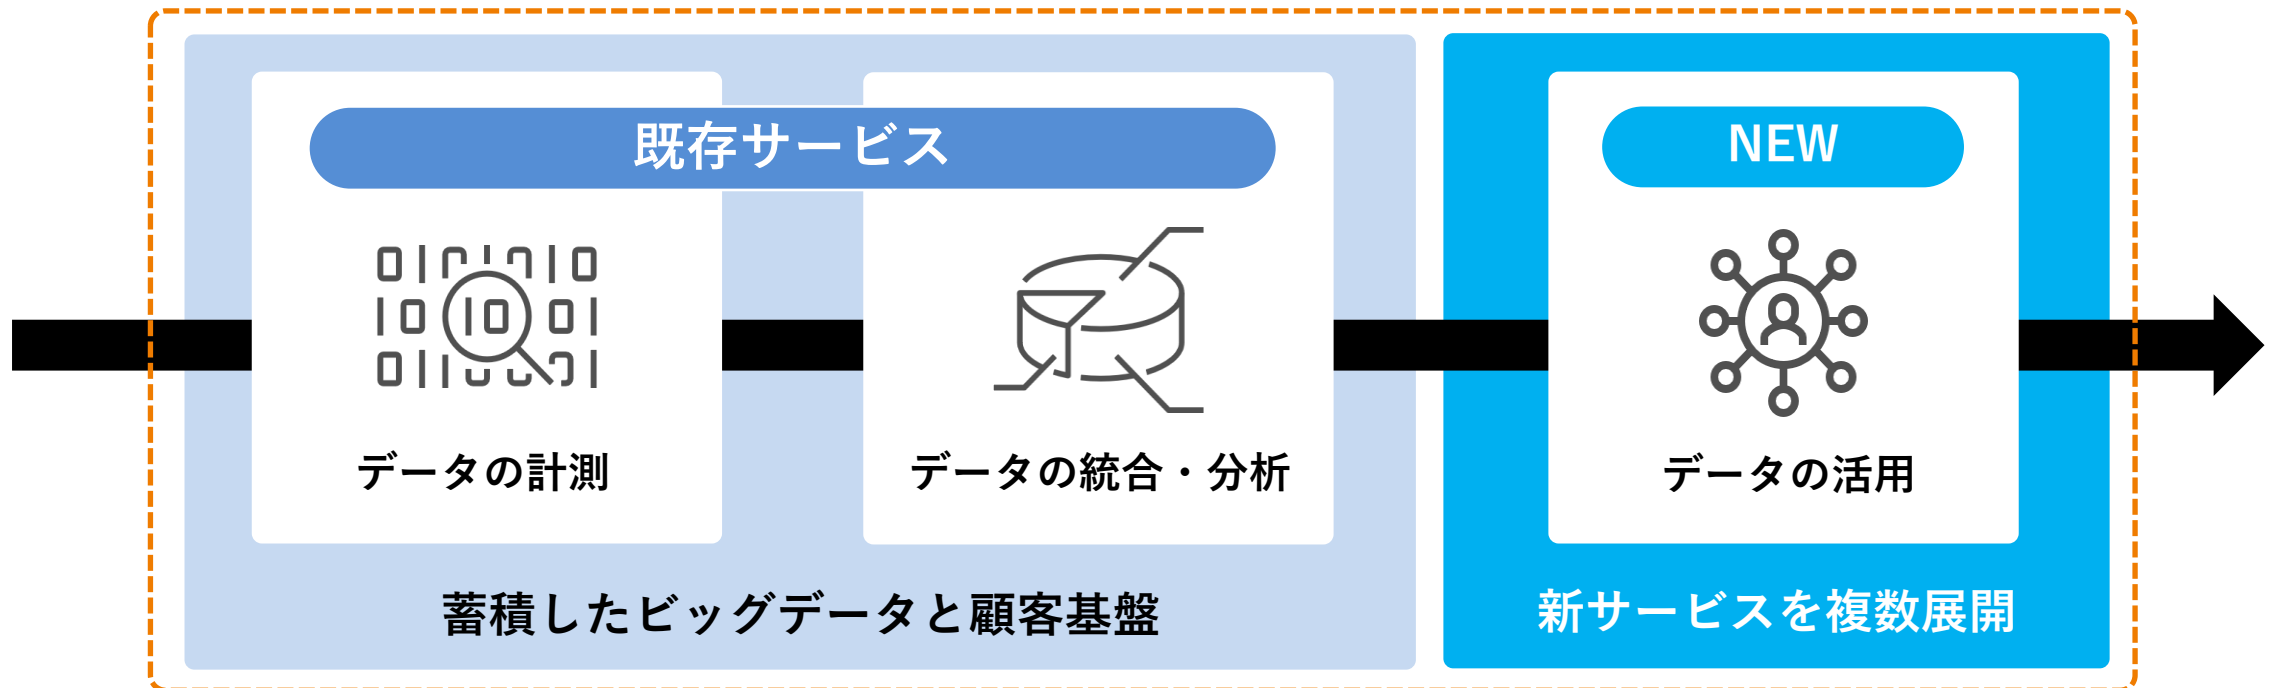 既存サービス
NEW
データの計測
データの統合・分析
データの活用
蓄積したビッグデータと顧客基盤
新サービスを複数展開